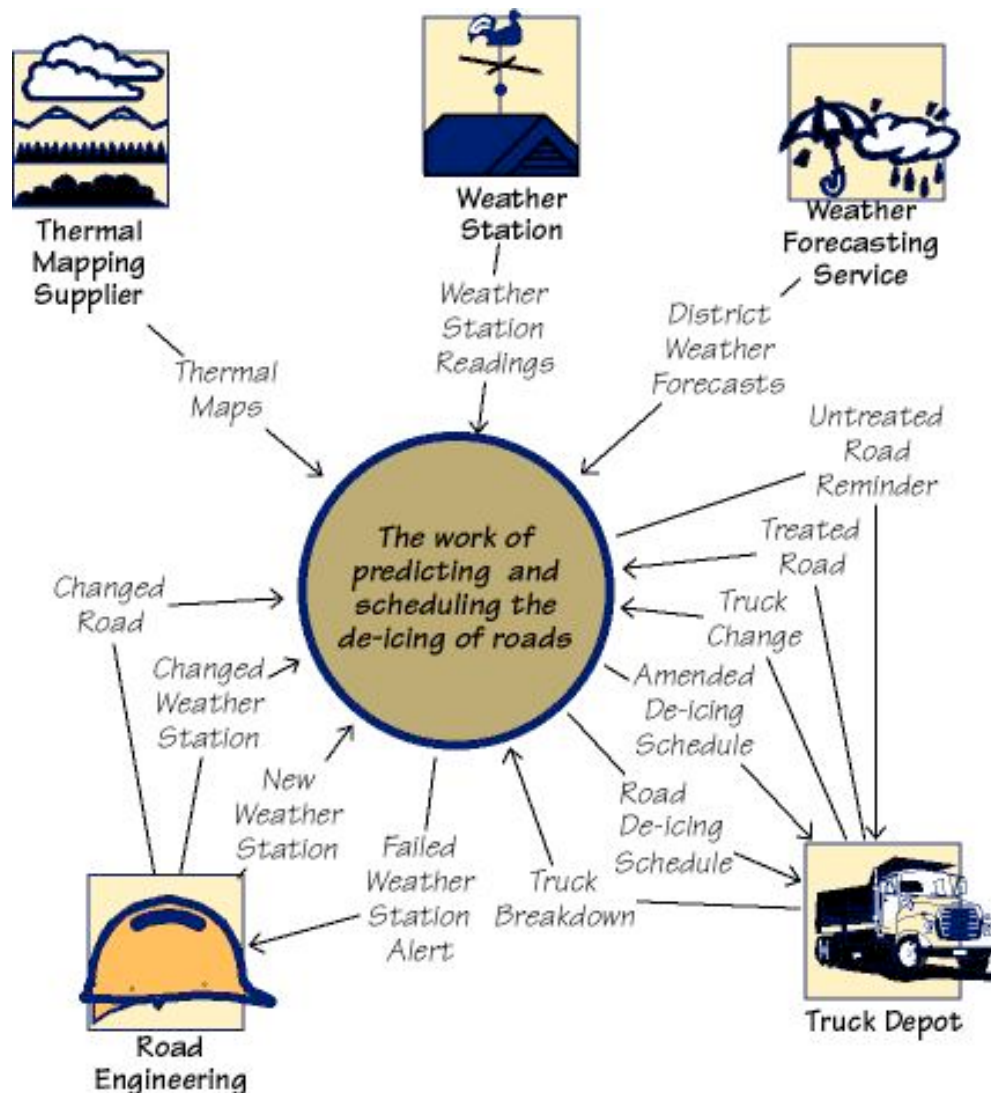 Thermal
Mapping
Supplier
Weather
Station
Weather
Forecasting
Service
Thermal
Maps
Weather
Station
Readings
District
Weather
Forecasts
Untreated
Road
Reminder
Treated
Road
Truck
Change
Amended
De-icing
Schedule
Road
De-icing
Schedule
Truck
Breakdown
The work of
predicting and
scheduling the
de-icing of roads
Changed
Road
Changed
Weather
Station
New
Weather
Station
Failed
Weather
Station
Alert
Road
Engineering
Truck Depot